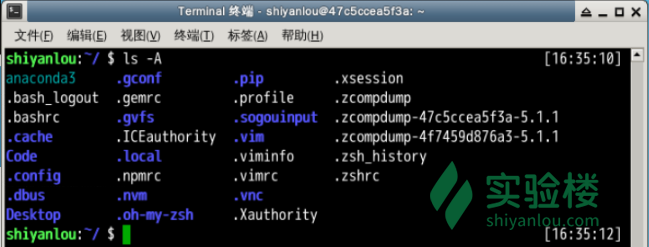 Terminal 终端 - shiyanlou@47c5ccea5f3a: ~
文件(F) 编辑(E) 视图(V) 终端(T) 标签(A) 帮助(H)
shiyanlou:~/ $ ls -A [16:35:10]
anaconda3 .gconf .pip .xsession
.bash_logout .gemrc .profile .zcompdump
.bashrc .gvfs .sogouinput .zcompdump-47c5ccea5f3a-5.1.1
.cache .ICEauthority .vim .zcompdump-4f7459d876a3-5.1.1
Code .local .viminfo .zsh_history
.config .npmrc .vimrc .zshrc
.dbus .nvm .vnc
Desktop .oh-my-zsh .Xauthority
shiyanlou:~/ $ [16:35:12]
实验楼
shiyanlou.com